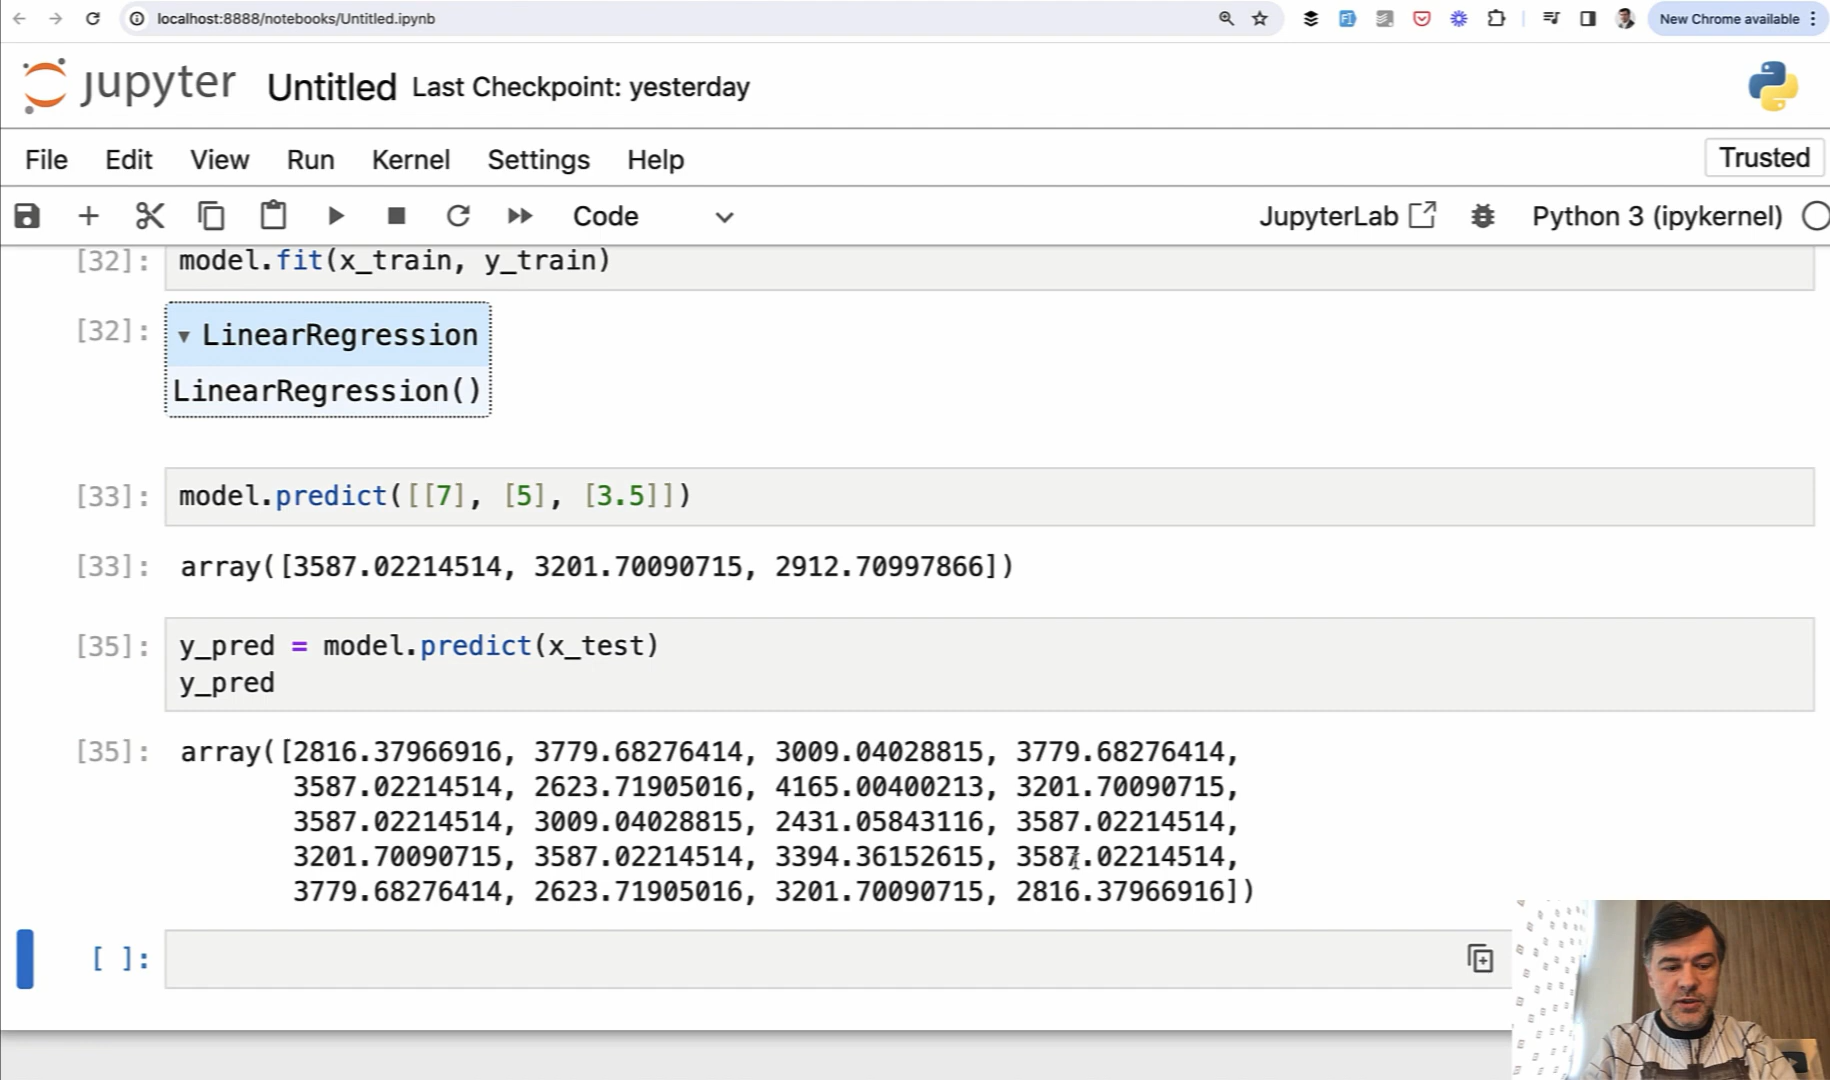 localhost:8888/notebooks/Untitled.ipynb
New Chrome available
jupyter Untitled Last Checkpoint: yesterday
File Edit View Run Kernel Settings Help Trusted
Code JupyterLab Python 3 (ipykernel)
[32]: model.fit(x_train, y_train)
[32]: LinearRegression
LinearRegression()
[33]: model.predict([[7], [5], [3.5]])
[33]: array([3587.02214514, 3201.70090715, 2912.70997866])
[35]: y_pred = model.predict(x_test)
y_pred
[35]: array([2816.37966916, 3779.68276414, 3009.04028815, 3779.68276414,
3587.02214514, 2623.71905016, 4165.00400213, 3201.70090715,
3587.02214514, 3009.04028815, 2431.05843116, 3587.02214514,
3201.70090715, 3587.02214514, 3394.36152615, 3587.02214514,
3779.68276414, 2623.71905016, 3201.70090715, 2816.37966916])
[ ]: